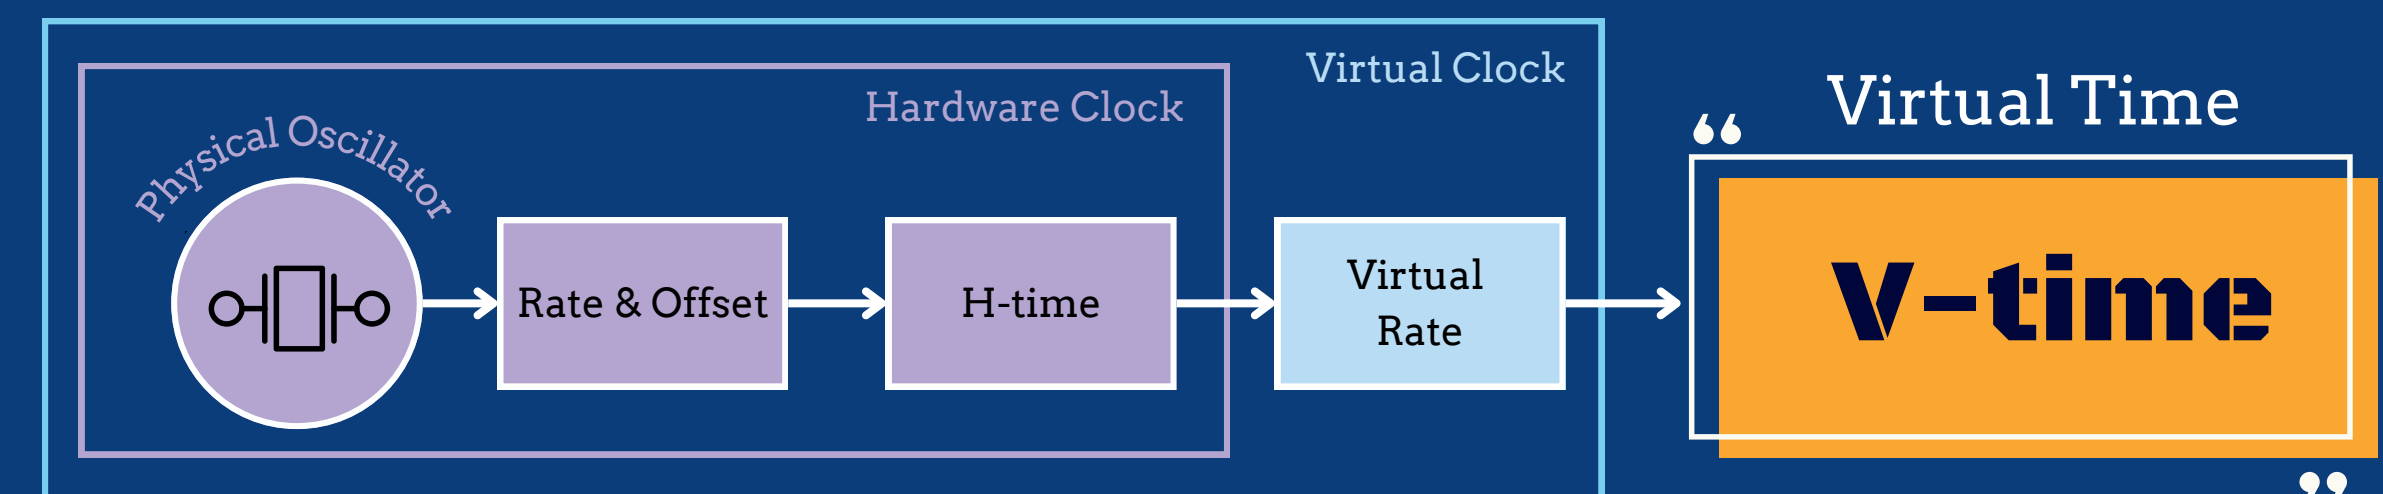 Virtual Clock
Hardware Clock
Physical Oscillator
Rate & Offset
H-time
Virtual
Rate
Virtual Time
“
V-time
”